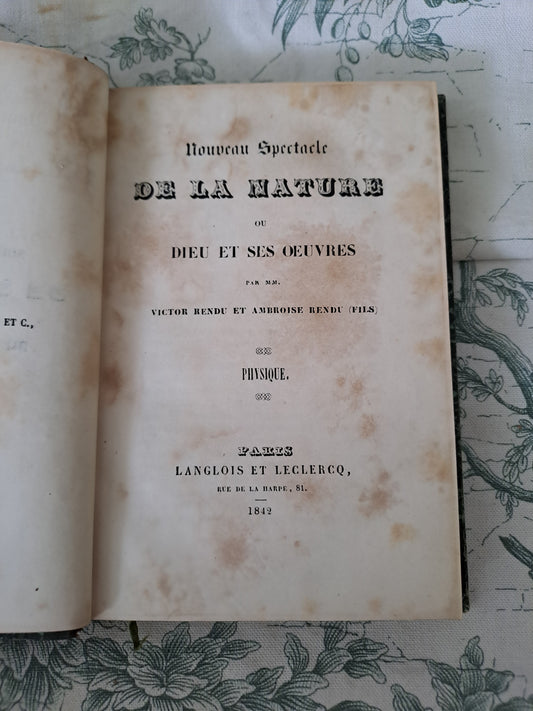 ET C.,
Nouveau Spectacle
DE LA NATURE
OU
DIEU ET SES OEUVRES
PAR MM.
VICTOR RENDU ET AMBROISE RENDU (FILS)
PHYSIQUE.
PARIS
LANGLOIS ET LECLERCQ,
RUE DE LA HARPE, 81.
1842